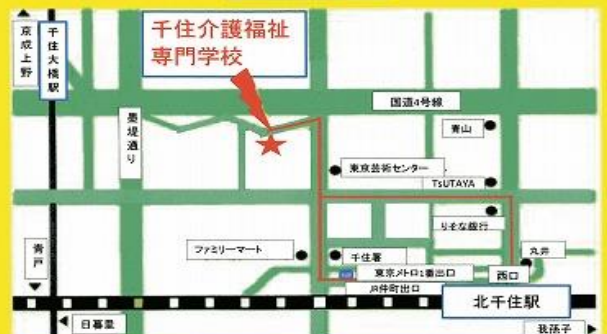 京成上野
千住大橋駅
千住介護福祉
専門学校
国道4号線
墨堤通り
青山
東京芸術センター
TSUTAYA
りそな銀行
青戸
ファミリーマート
千住署
丸井
東京メトロ1番出口
西口
JR仲町出口
北千住駅
日暮里
我孫子